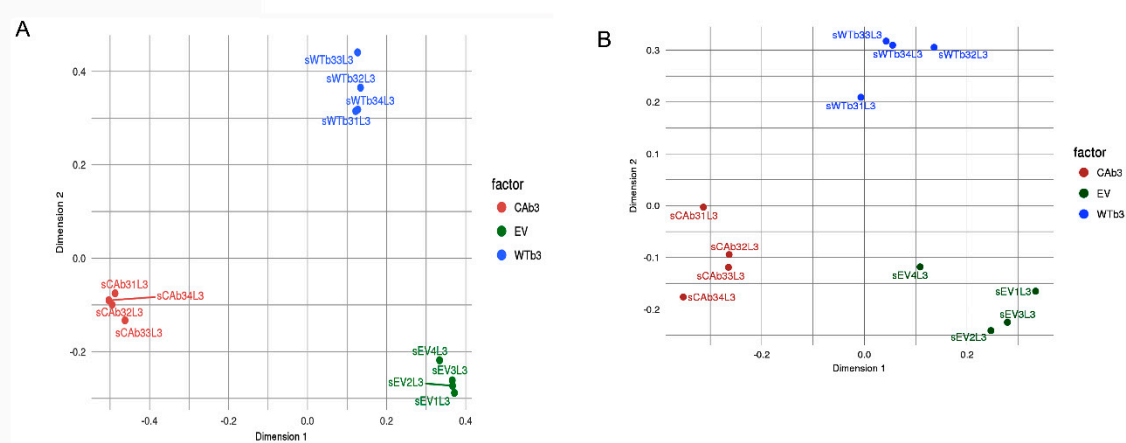 A
0.4
0.2
0.0
-0.2
Dimension 2
sWTb33L3
sWTb32L3
sWTb34L3
sWTb31L3
sCAb31L3
sCAb34L3
sCAb32L3
sCAb33L3
sEV4L3
sEV3L3
sEV2L3
sEV1L3
-0.4
-0.2
0.0
0.2
0.4
Dimension 1
factor
CAb3
EV
WTb3
B
0.3
0.2
0.1
0.0
-0.1
-0.2
Dimension 2
sWTb33L3
sWTb34L3
sWTb32L3
sWTb31L3
sCAb31L3
sCAb32L3
sCAb33L3
sCAb34L3
sEV4L3
sEV1L3
sEV3L3
sEV2L3
-0.2
0.0
0.2
Dimension 1
factor
CAb3
EV
WTb3